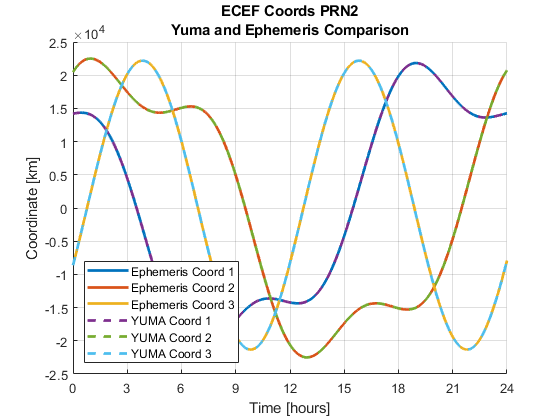 ECEF Coords PRN2
Yuma and Ephemeris Comparison
×10⁴
2.5
2
1.5
1
0.5
0
-0.5
-1
-1.5
-2
-2.5
Coordinate [km]
Ephemeris Coord 1
Ephemeris Coord 2
Ephemeris Coord 3
YUMA Coord 1
YUMA Coord 2
YUMA Coord 3
0 3 6 9 12 15 18 21 24
Time [hours]